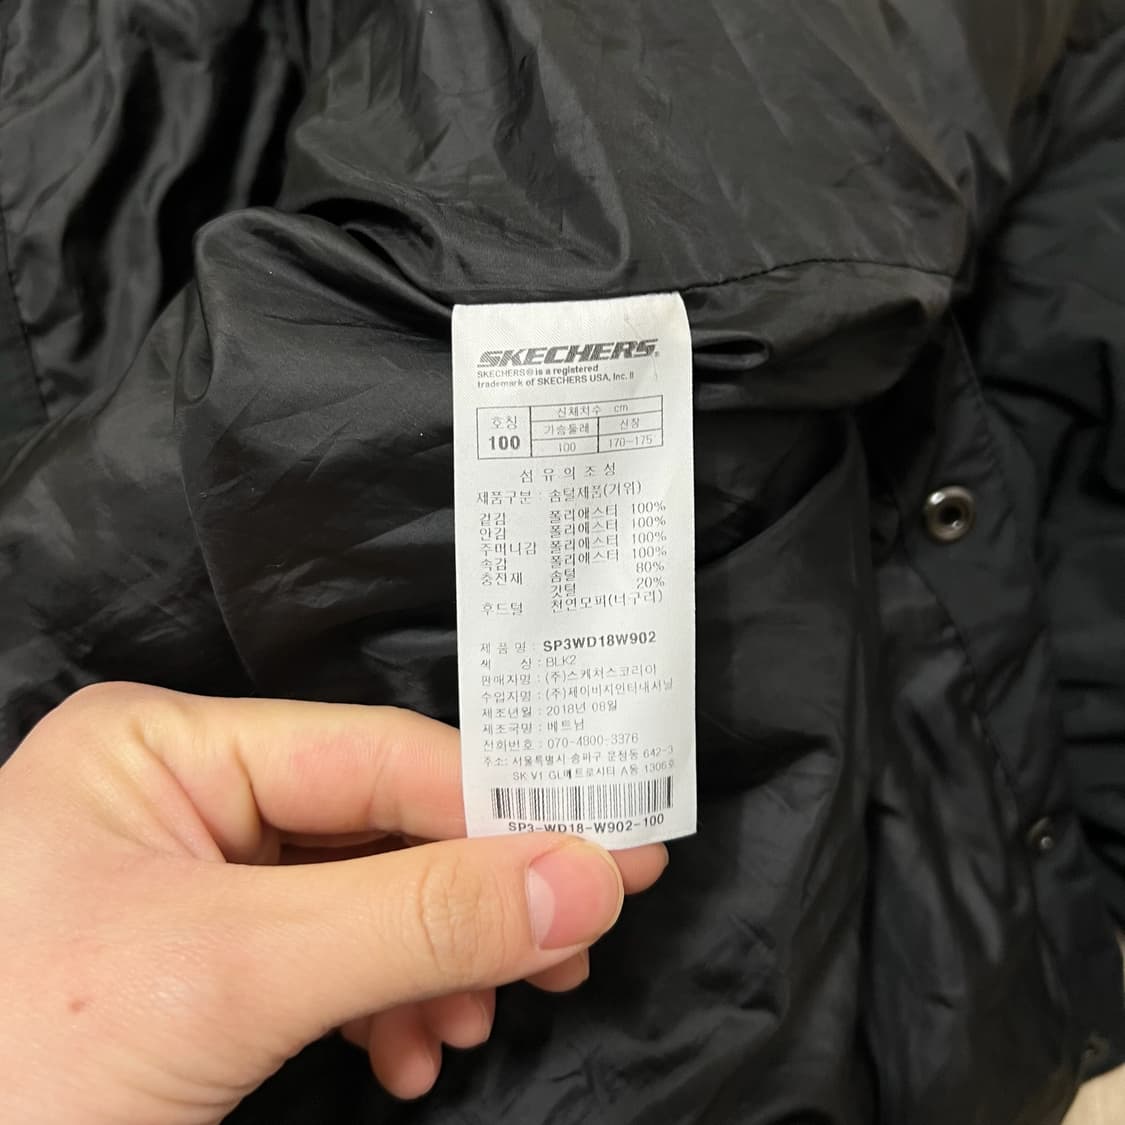 SKECHERS®
SKECHERS® is a registered
trademark of SKECHERS USA, Inc. II
호칭 100
신체치수 cm
가슴둘레 신장
100 170~175
섬 유 의 조 성
제품구분 : 솜털제품(거위)
겉감 폴리에스터 100%
안감 폴리에스터 100%
주머니감 폴리에스터 100%
속감 폴리에스터 100%
충전재 솜털 80%
깃털 20%
후드털 천연모피(너구리)
제 품 명 : SP3WD18W902
색 상 : BLK2
판매자명 : (주)스케쳐스코리아
수입자명 : (주)제이비지인터내셔널
제조년월 : 2018년 08월
제조국명 : 베트남
전화번호 : 070-4800-3376
주소: 서울특별시 송파구 문정동 642-3
SK V1 GL메트로시티 A동 1306호
SP3-WD18-W902-100